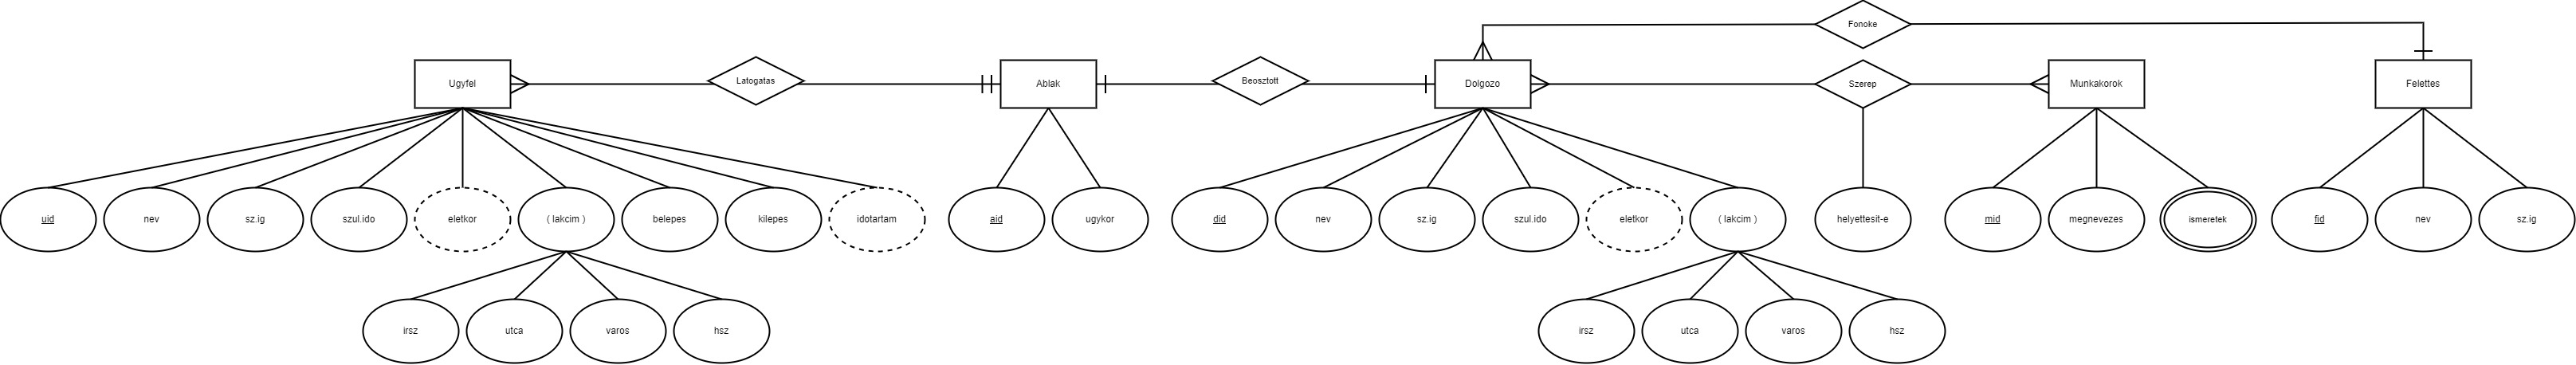 Fonoke
Ugyfel
Latogatas
Ablak
Beosztott
Dolgozo
Szerep
Munkakorok
Felettes
uid
nev
sz.ig
szul.ido
eletkor
( lakcim )
belepes
kilepes
idotartam
aid
ugykor
did
nev
sz.ig
szul.ido
eletkor
( lakcim )
helyettesit-e
mid
megnevezes
ismeretek
fid
nev
sz.ig
irsz
utca
varos
hsz
irsz
utca
varos
hsz